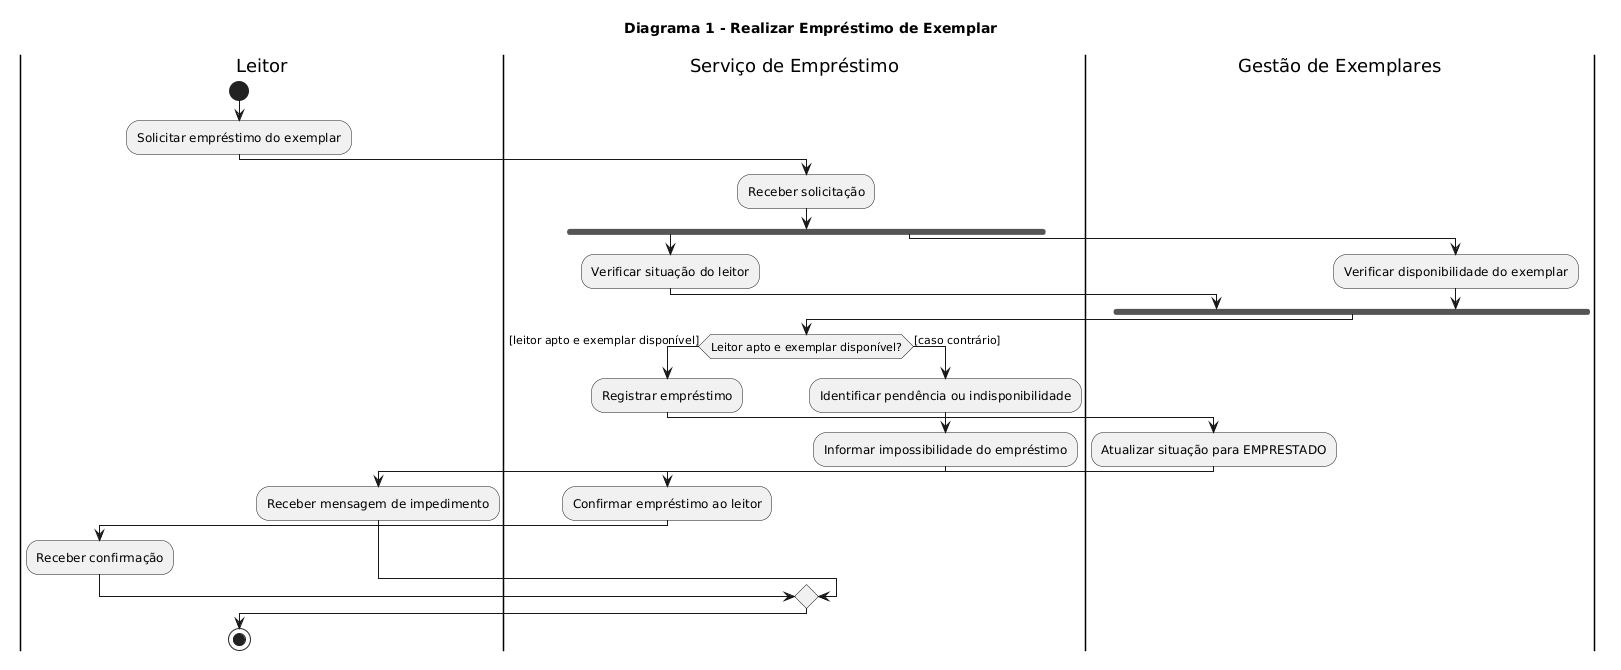 Diagrama 1 - Realizar Empréstimo de Exemplar
Leitor
Serviço de Empréstimo
Gestão de Exemplares
Solicitar empréstimo do exemplar
Receber solicitação
Verificar situação do leitor
Verificar disponibilidade do exemplar
[leitor apto e exemplar disponível]
Leitor apto e exemplar disponível?
[caso contrário]
Registrar empréstimo
Identificar pendência ou indisponibilidade
Informar impossibilidade do empréstimo
Atualizar situação para EMPRESTADO
Receber mensagem de impedimento
Confirmar empréstimo ao leitor
Receber confirmação